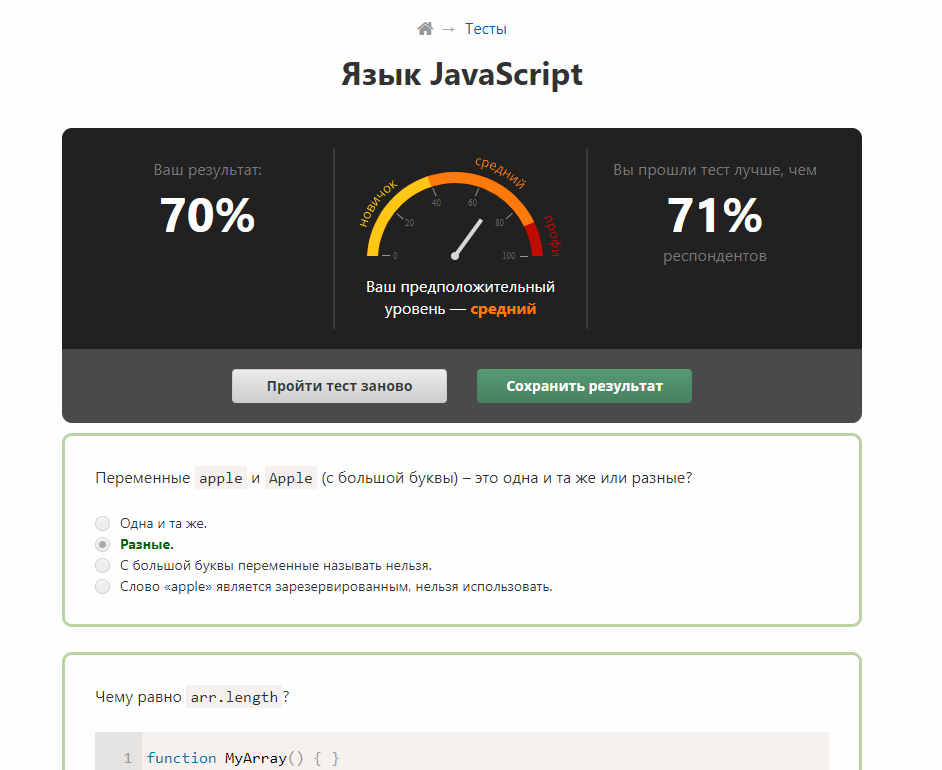 → Тесты
Язык JavaScript
Ваш результат:
70%
новичок
средний
профи
0
20
40
60
80
100
Ваш предположительный
уровень — средний
Вы прошли тест лучше, чем
71%
респондентов
Пройти тест заново
Сохранить результат
Переменные apple и Apple (с большой буквы) – это одна и та же или разные?
Одна и та же.
Разные.
С большой буквы переменные называть нельзя.
Слово «apple» является зарезервированным, нельзя использовать.
Чему равно arr.length?
1 function MyArray() { }